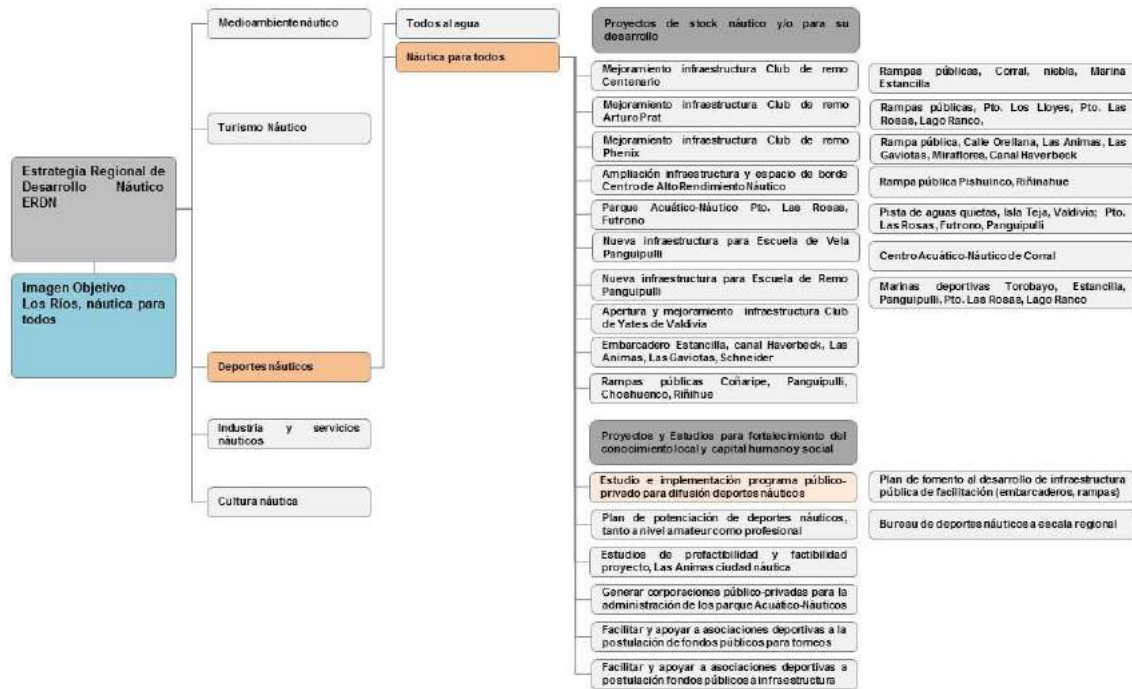 Estrategia Regional de
Desarrollo Náutico
ERDN
Imagen Objetivo
Los Ríos, náutica para
todos
Medioambiente náutico
Turismo Náutico
Deportes náuticos
Industria y servicios
náuticos
Cultura náutica
Todos al agua
Náutica para todos
Proyectos de stock náutico y/o para su
desarrollo
Mejoramiento infraestructura Club de remo
Centenario
Mejoramiento infraestructura Club de remo
Arturo Prat
Mejoramiento infraestructura Club de remo
Phenix
Ampliación infraestructura y espacio de borde
Centro de Alto Rendimiento Náutico
Parque Acuático-Náutico Pto. Las Rosas,
Futrono
Nueva infraestructura para Escuela de Vela
Panguipulli
Nueva infraestructura para Escuela de Remo
Panguipulli
Apertura y mejoramiento infraestructura Club
de Yates de Valdivia
Embarcadero Estancilla, canal Haverbeck, Las
Animas, Las Gaviotas, Schneider
Rampas públicas Coñaripe, Panguipulli,
Choshuenco, Riñihue
Rampas públicas, Corral, niebla, Marina
Estancilla
Rampas públicas, Pto. Los Lloyes, Pto. Las
Rosas, Lago Ranco,
Rampa pública, Calle Orellana, Las Animas, Las
Gaviotas, Miraflores, Canal Haverbeck
Rampa pública Pishuinco, Riñinahue
Pista de aguas quietas, Isla Teja, Valdivia; Pto.
Las Rosas, Futrono, Panguipulli
Centro Acuático-Náutico de Corral
Marinas deportivas Torobayo, Estancilla,
Panguipulli, Pto. Las Rosas, Lago Ranco
Proyectos y Estudios para fortalecimiento del
conocimiento local y capital humano y social
Estudio e implementación programa público-
privado para difusión deportes náuticos
Plan de potenciación de deportes náuticos,
tanto a nivel amateur como profesional
Estudios de prefactibilidad y factibilidad
proyecto, Las Animas ciudad náutica
Generar corporaciones público-privadas para la
administración de los parque Acuático-Náuticos
Facilitar y apoyar a asociaciones deportivas a la
postulación de fondos públicos para torneos
Facilitar y apoyar a asociaciones deportivas a
postulación fondos públicos a infraestructura
Plan de fomento al desarrollo de infraestructura
pública de facilitación (embarcaderos, rampas)
Bureau de deportes náuticos a escala regional